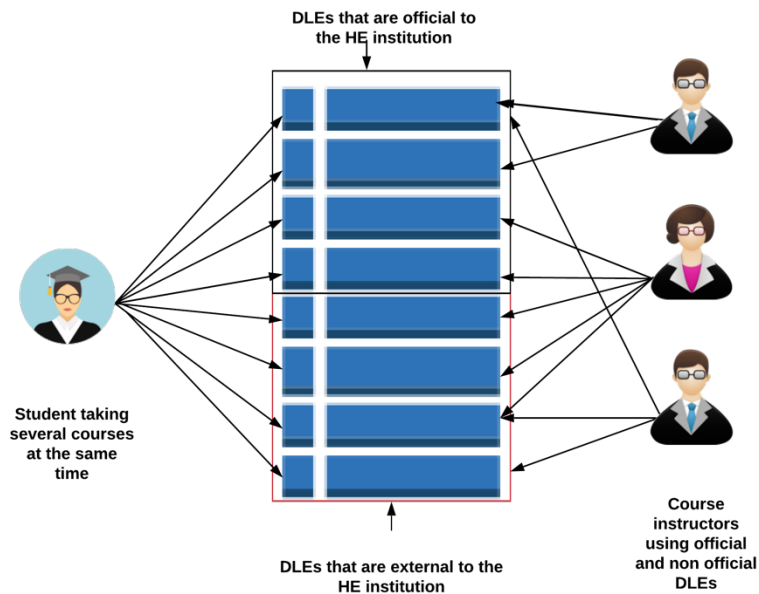 DLEs that are official to
the HE institution
Student taking
several courses
at the same
time
DLEs that are external to the
HE institution
Course
instructors
using official
and non official
DLEs